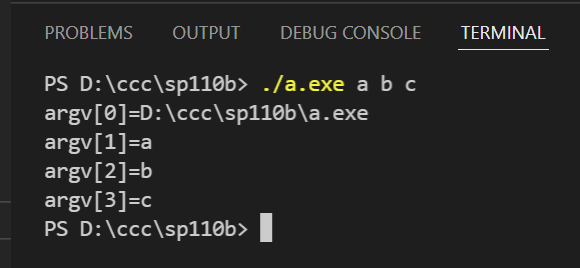 PROBLEMS OUTPUT DEBUG CONSOLE TERMINAL
PS D:\ccc\sp110b> ./a.exe a b c
argv[0]=D:\ccc\sp110b\a.exe
argv[1]=a
argv[2]=b
argv[3]=c
PS D:\ccc\sp110b>